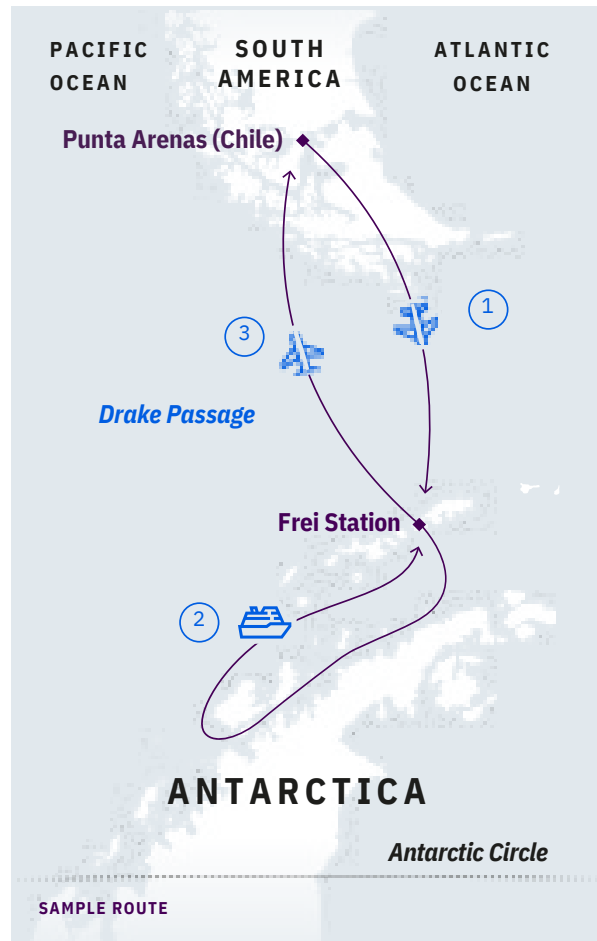 PACIFIC
OCEAN
SOUTH
AMERICA
ATLANTIC
OCEAN
Punta Arenas (Chile)
1
3
Drake Passage
Frei Station
2
ANTARCTICA
Antarctic Circle
SAMPLE ROUTE